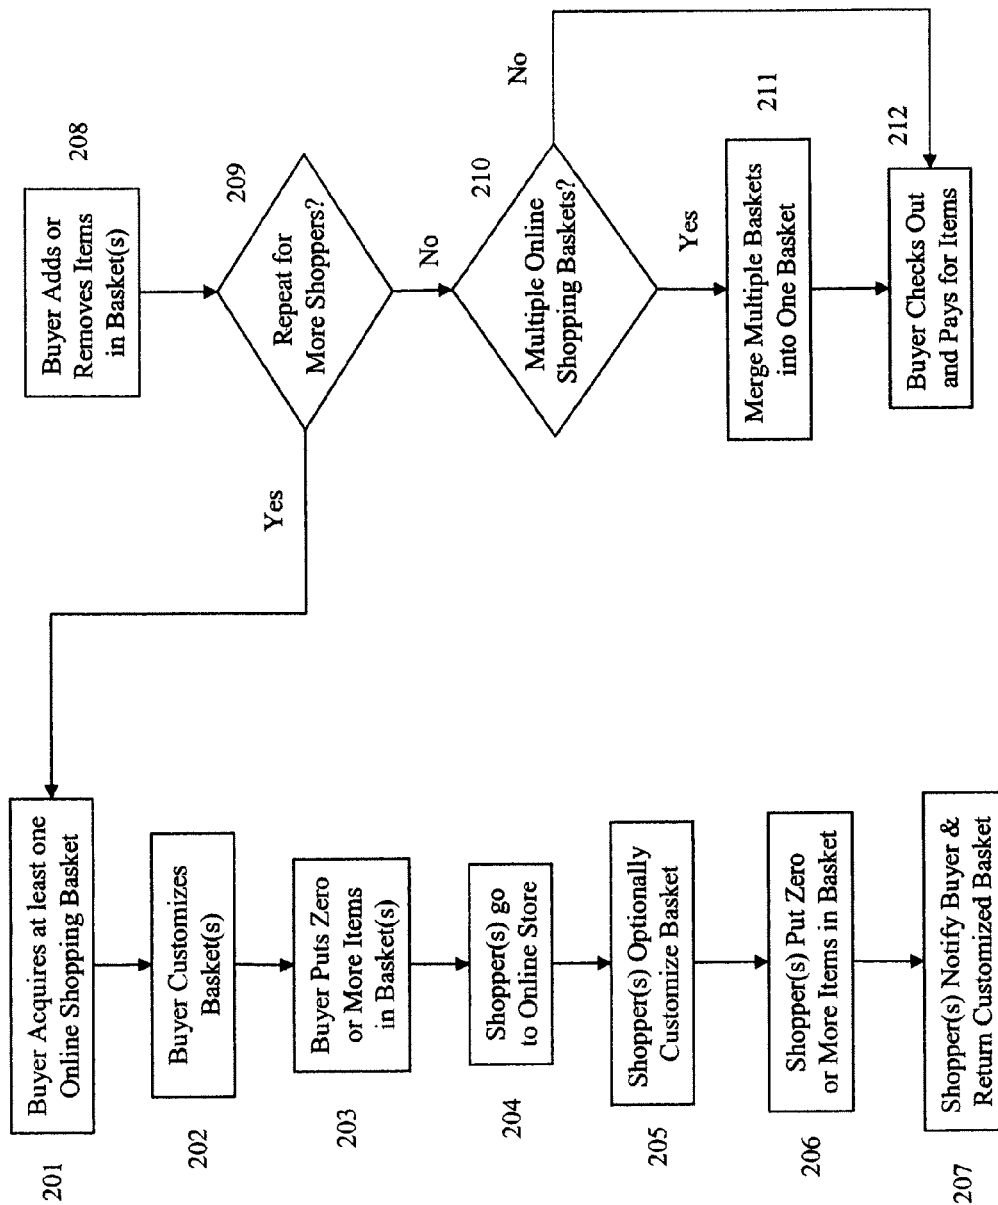 201
Buyer Acquires at least one
Online Shopping Basket
202
Buyer Customizes
Basket(s)
203
Buyer Puts Zero
or More Items
in Basket(s)
204
Shopper(s) go
to Online Store
205
Shopper(s) Optionally
Customize Basket
206
Shopper(s) Put Zero
or More Items in Basket
207
Shopper(s) Notify Buyer &
Return Customized Basket
Buyer Adds or
Removes Items
in Basket(s)
208
Repeat for
More Shoppers?
209
Yes
No
Multiple Online
Shopping Baskets?
210
No
Yes
Merge Multiple Baskets
into One Basket
211
Buyer Checks Out
and Pays for Items
212